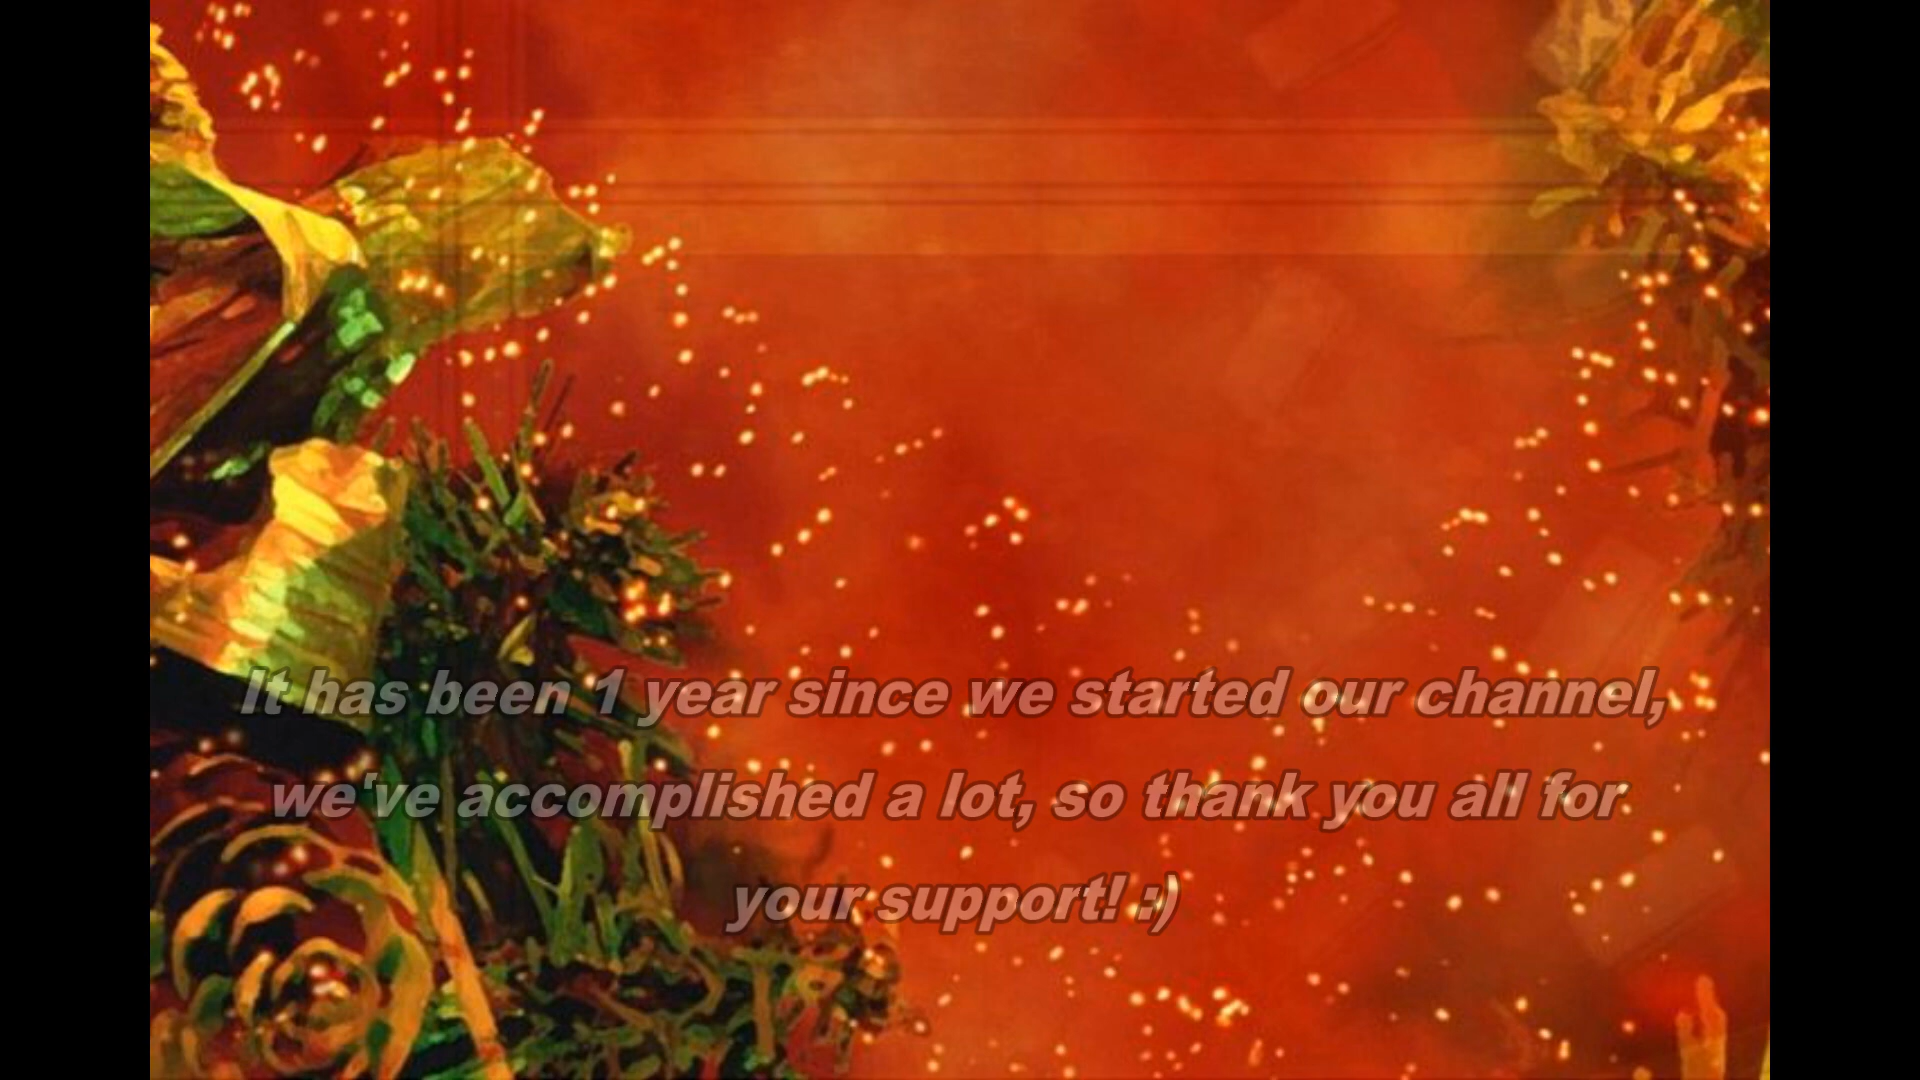 It has been 1 year since we started our channel,
we've accomplished a lot, so thank you all for
your support! :)